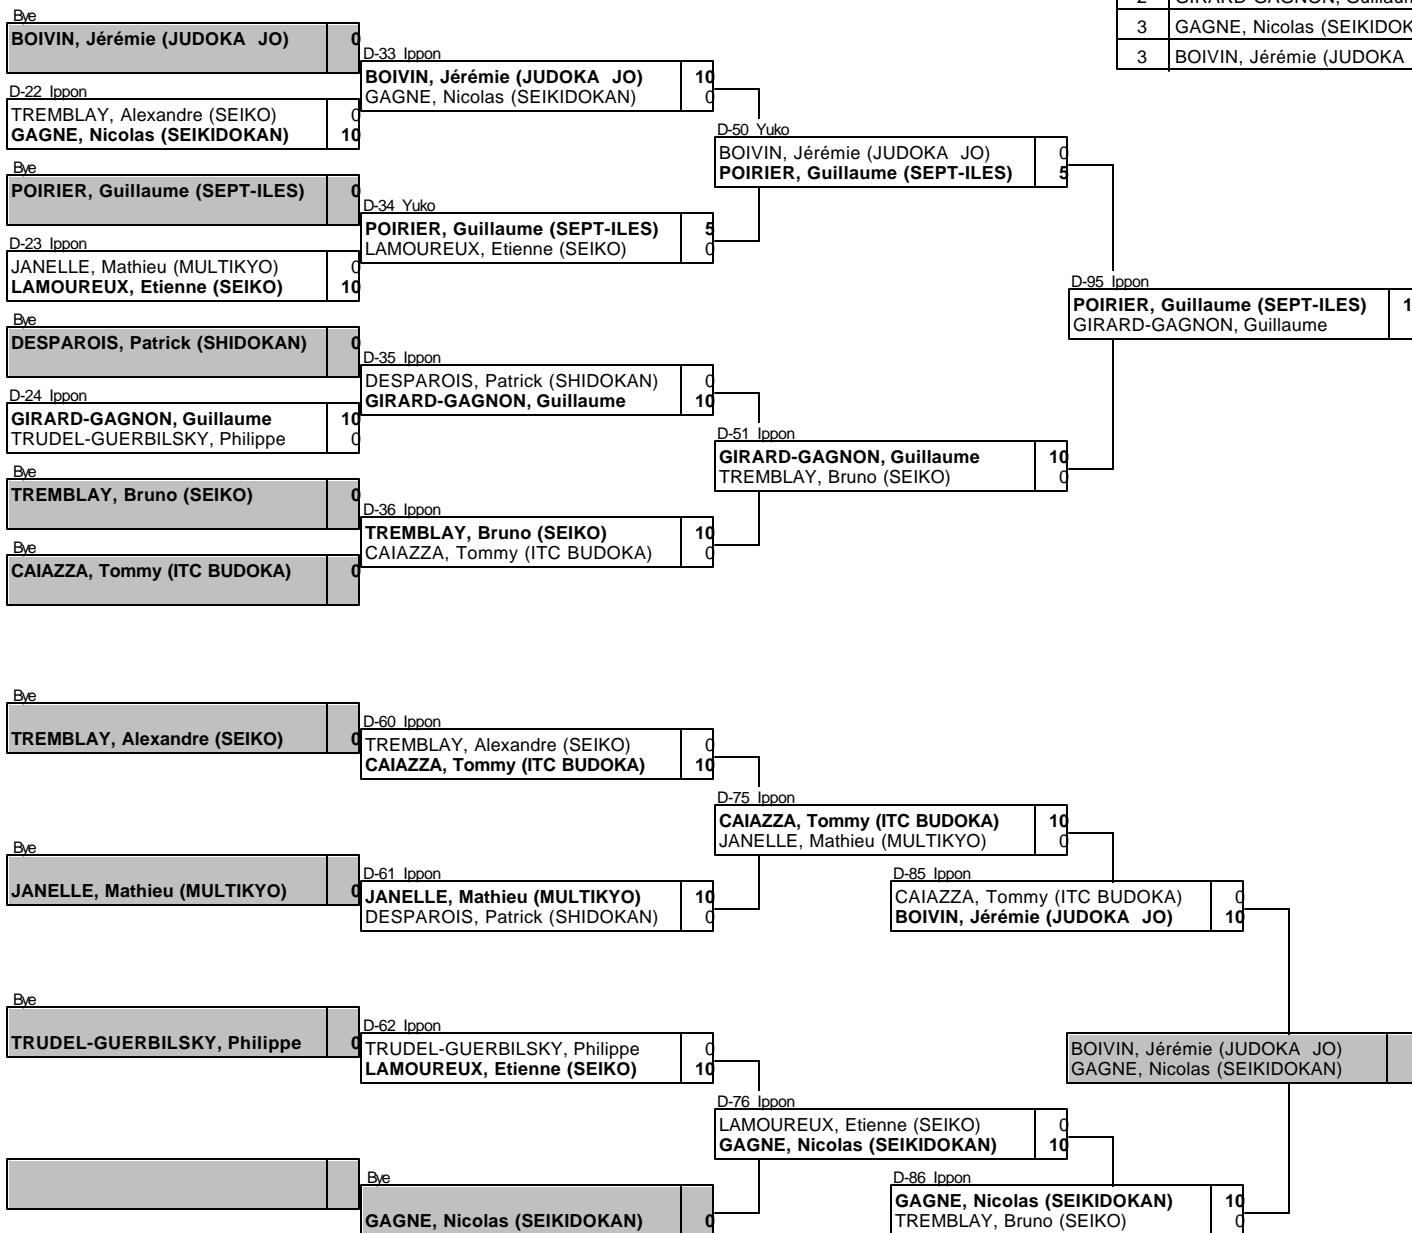 2 GIRARD-GAGNON, Guillaum
3 GAGNE, Nicolas (SEIKIDOK
3 BOIVIN, Jérémie (JUDOKA
Bye
BOIVIN, Jérémie (JUDOKA JO) 0
D-22 Ippon
TREMBLAY, Alexandre (SEIKO) 0
GAGNE, Nicolas (SEIKIDOKAN) 10
Bye
POIRIER, Guillaume (SEPT-ILES) 0
D-23 Ippon
JANELLE, Mathieu (MULTIKYO) 0
LAMOUREUX, Etienne (SEIKO) 10
Bye
DESPAROIS, Patrick (SHIDOKAN) 0
D-24 Ippon
GIRARD-GAGNON, Guillaume 10
TRUDEL-GUERBILSKY, Philippe 0
Bye
TREMBLAY, Bruno (SEIKO) 0
Bye
CAIAZZA, Tommy (ITC BUDOKA) 0
D-33 Ippon
BOIVIN, Jérémie (JUDOKA JO) 10
GAGNE, Nicolas (SEIKIDOKAN) 0
D-34 Yuko
POIRIER, Guillaume (SEPT-ILES) 5
LAMOUREUX, Etienne (SEIKO) 0
D-35 Ippon
DESPAROIS, Patrick (SHIDOKAN) 0
GIRARD-GAGNON, Guillaume 10
D-36 Ippon
TREMBLAY, Bruno (SEIKO) 10
CAIAZZA, Tommy (ITC BUDOKA) 0
D-50 Yuko
BOIVIN, Jérémie (JUDOKA JO) 0
POIRIER, Guillaume (SEPT-ILES) 5
D-51 Ippon
GIRARD-GAGNON, Guillaume 10
TREMBLAY, Bruno (SEIKO) 0
D-95 Ippon
POIRIER, Guillaume (SEPT-ILES) 1
GIRARD-GAGNON, Guillaume
Bye
TREMBLAY, Alexandre (SEIKO) 0
Bye
JANELLE, Mathieu (MULTIKYO) 0
Bye
TRUDEL-GUERBILSKY, Philippe 0
D-60 Ippon
TREMBLAY, Alexandre (SEIKO) 0
CAIAZZA, Tommy (ITC BUDOKA) 10
D-61 Ippon
JANELLE, Mathieu (MULTIKYO) 10
DESPAROIS, Patrick (SHIDOKAN) 0
D-62 Ippon
TRUDEL-GUERBILSKY, Philippe 0
LAMOUREUX, Etienne (SEIKO) 10
Bye
GAGNE, Nicolas (SEIKIDOKAN) 0
D-75 Ippon
CAIAZZA, Tommy (ITC BUDOKA) 10
JANELLE, Mathieu (MULTIKYO) 0
D-76 Ippon
LAMOUREUX, Etienne (SEIKO) 0
GAGNE, Nicolas (SEIKIDOKAN) 10
D-85 Ippon
CAIAZZA, Tommy (ITC BUDOKA) 0
BOIVIN, Jérémie (JUDOKA JO) 10
D-86 Ippon
GAGNE, Nicolas (SEIKIDOKAN) 10
TREMBLAY, Bruno (SEIKO) 0
BOIVIN, Jérémie (JUDOKA JO)
GAGNE, Nicolas (SEIKIDOKAN)